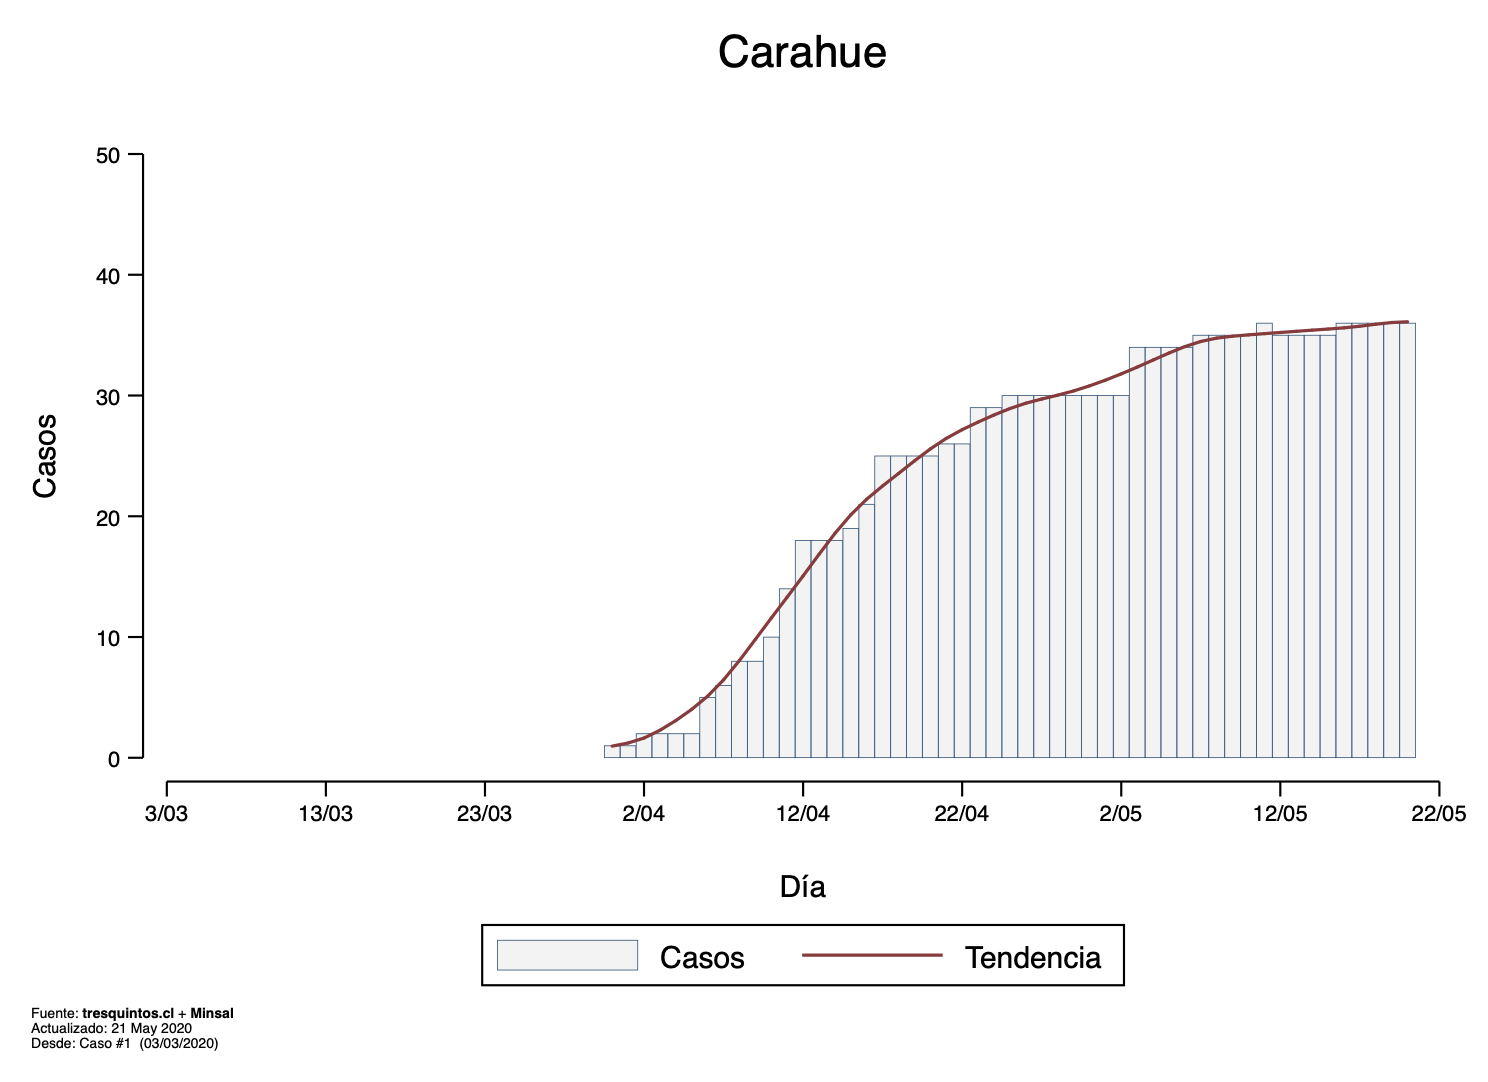 Carahue
50
40
30
20
10
0
Casos
3/03 13/03 23/03 2/04 12/04 22/04 2/05 12/05 22/05
Día
Casos Tendencia
Fuente: tresquintos.cl + Minsal
Actualizado: 21 May 2020
Desde: Caso #1 (03/03/2020)